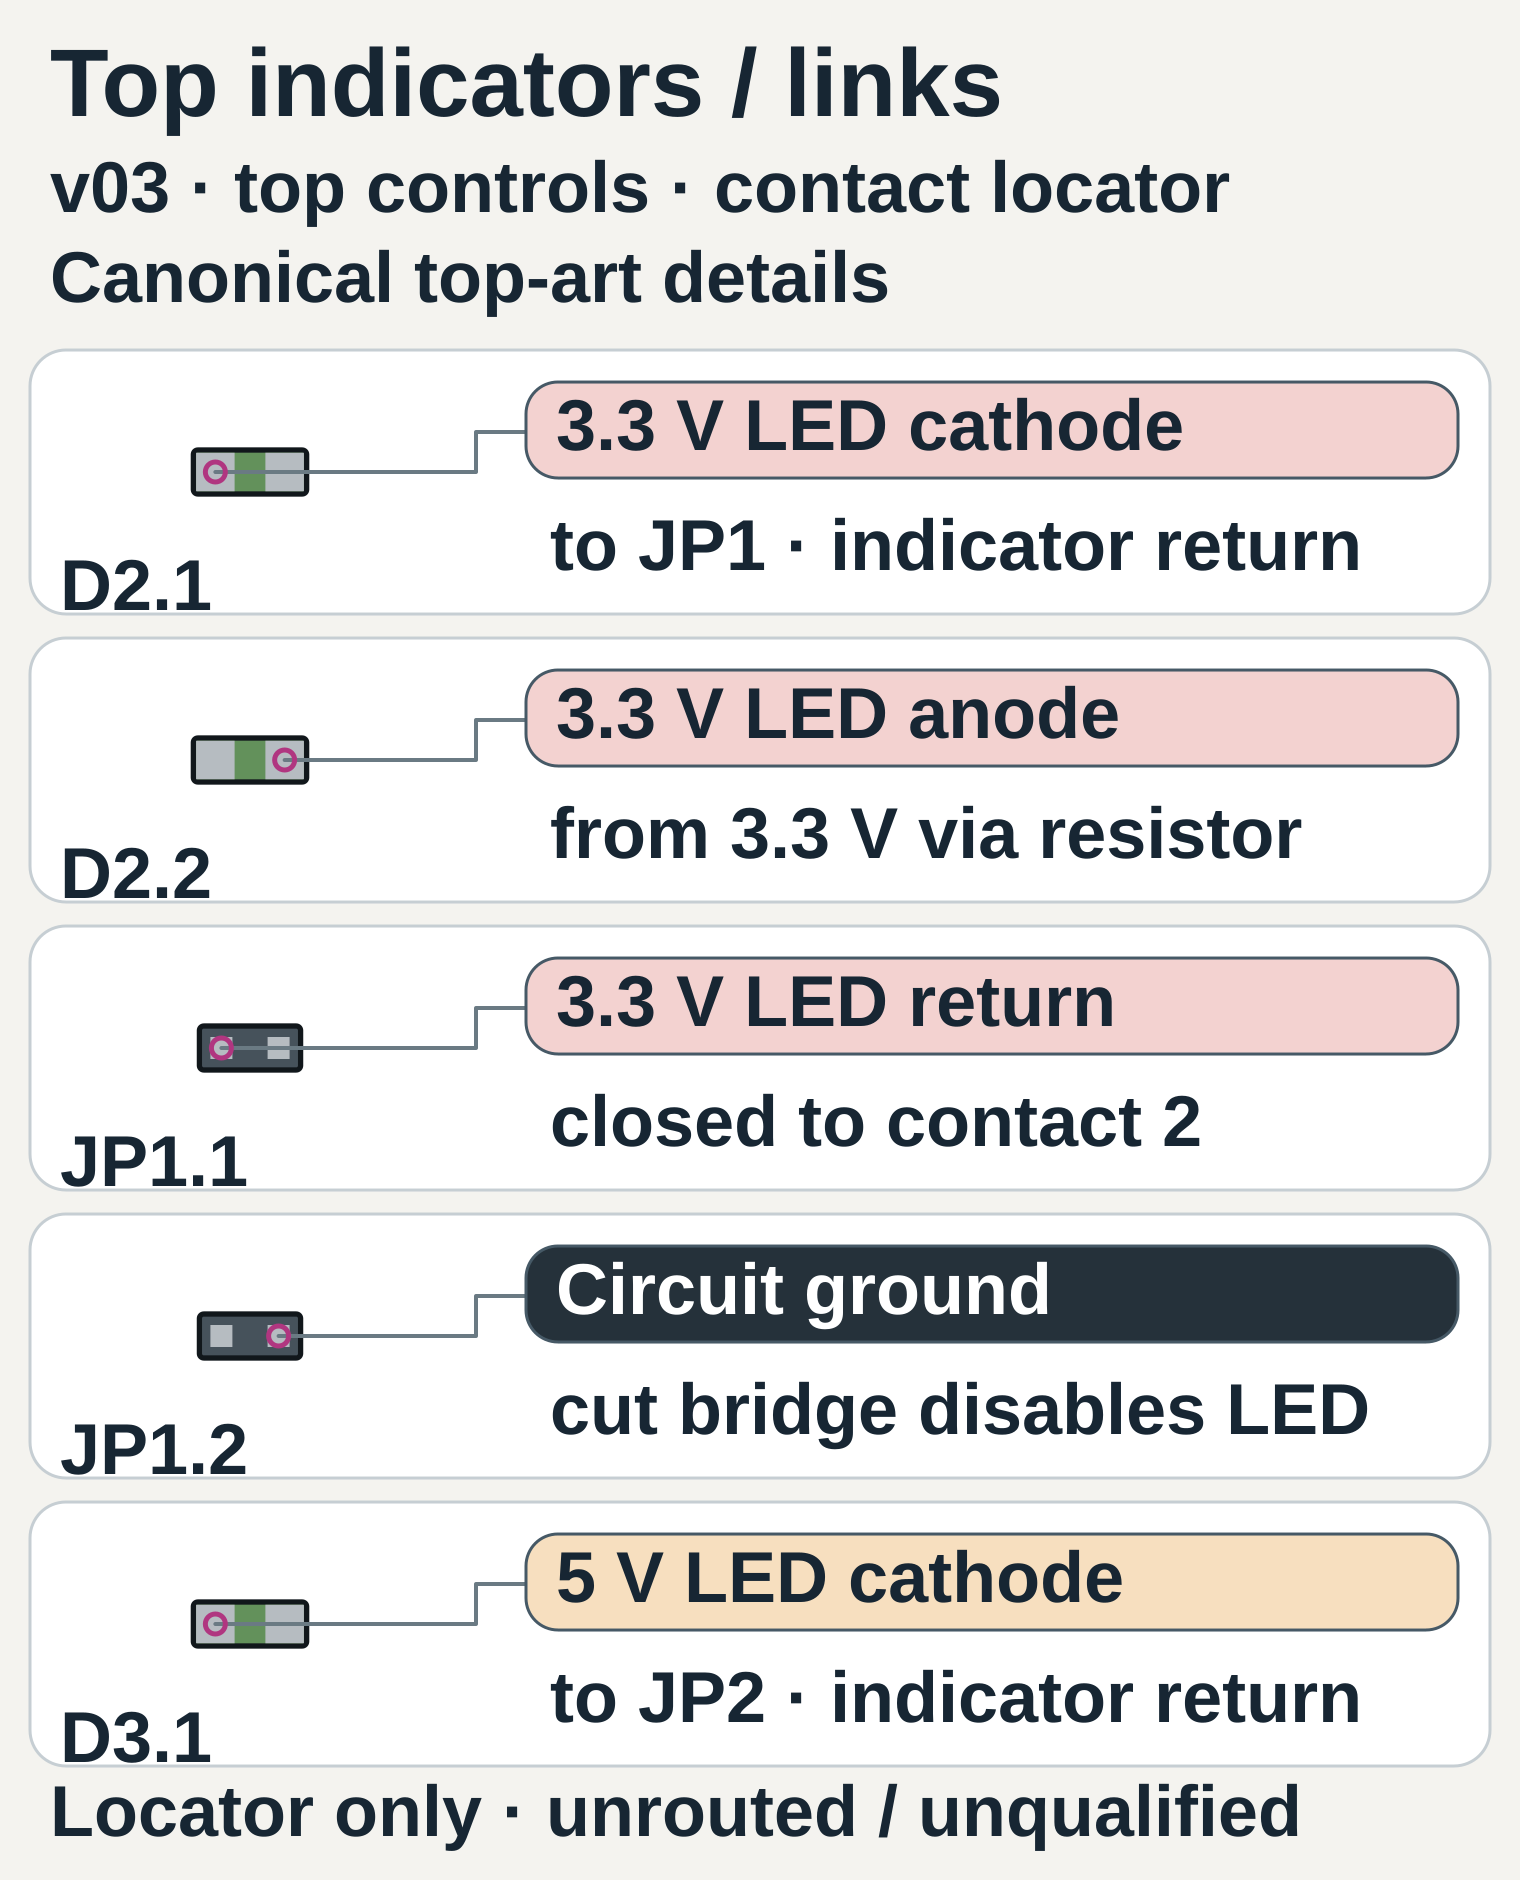 Top indicators / links
v03 · top controls · contact locator
Canonical top-art details
3.3 V LED cathode
to JP1 · indicator return
D2.1
3.3 V LED anode
from 3.3 V via resistor
D2.2
3.3 V LED return
closed to contact 2
JP1.1
Circuit ground
cut bridge disables LED
JP1.2
5 V LED cathode
to JP2 · indicator return
D3.1
Locator only · unrouted / unqualified